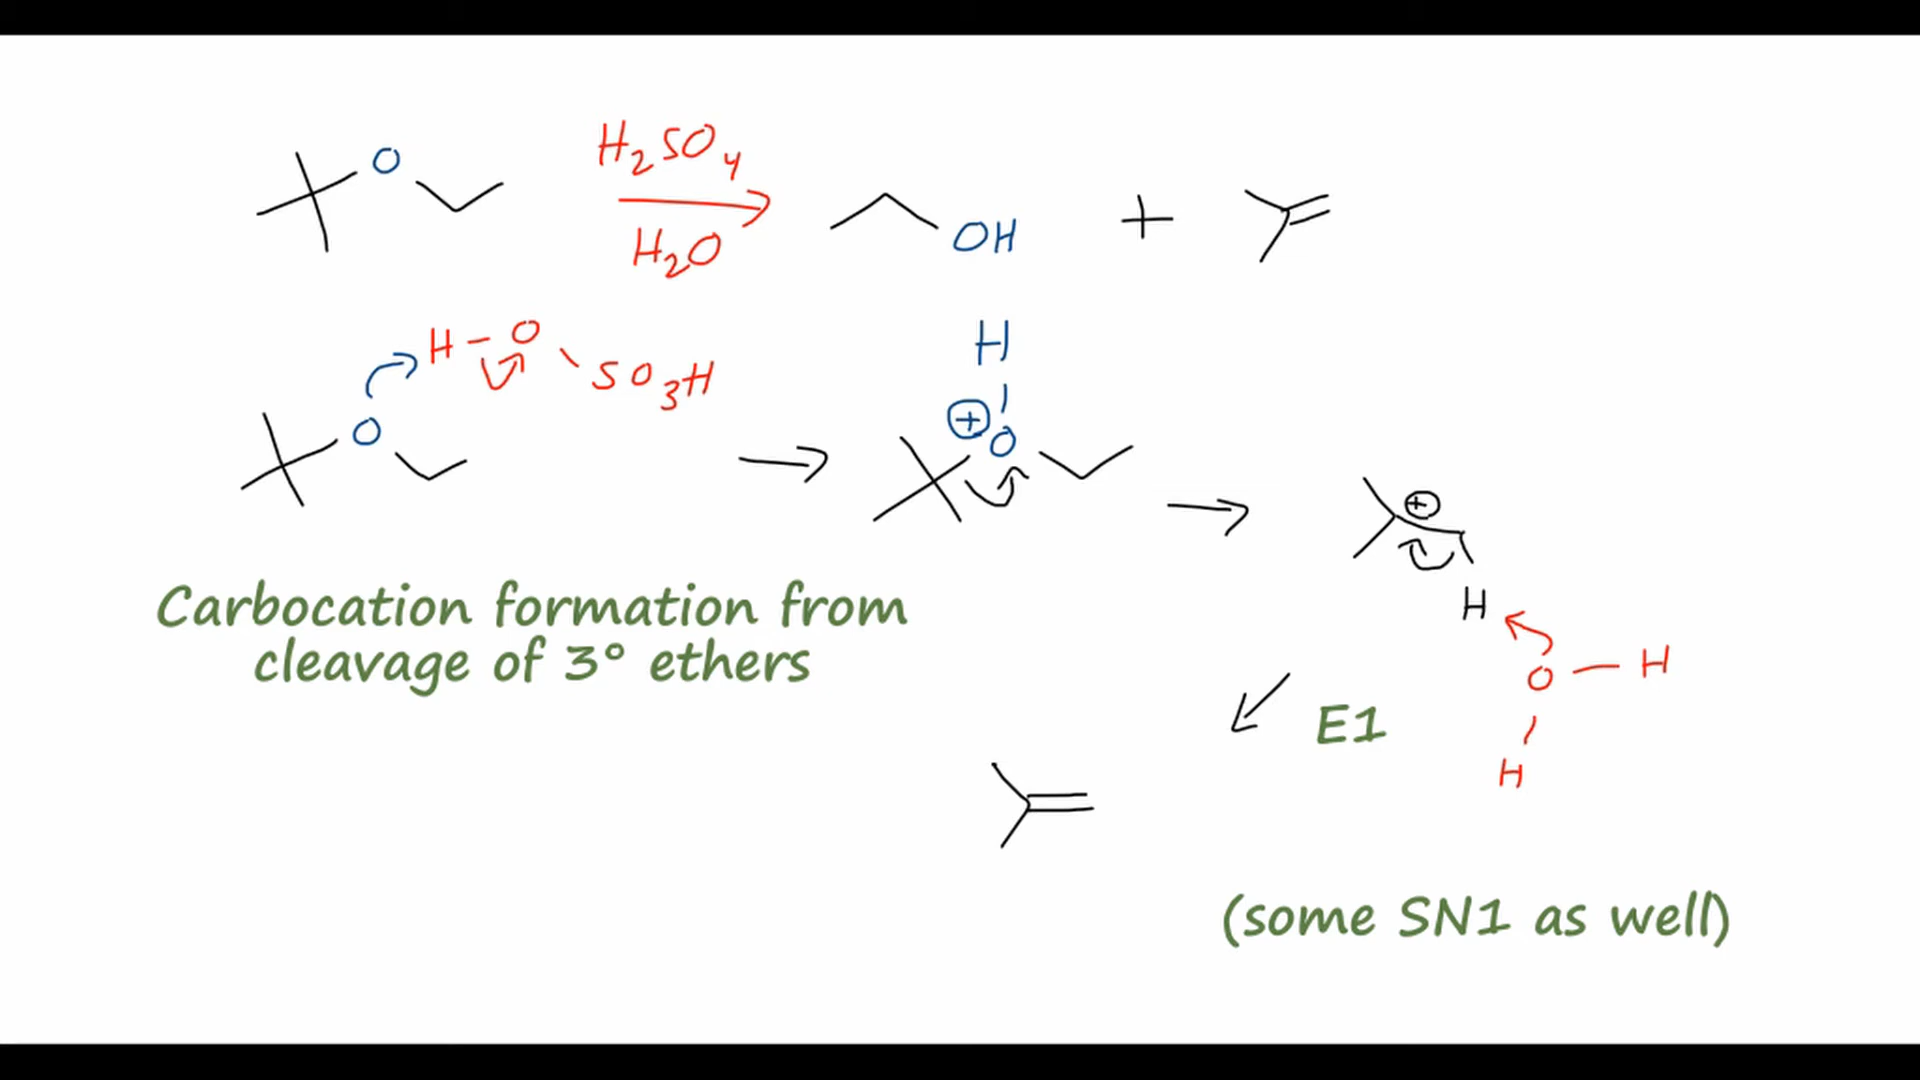 O
H₂SO₄
H₂O
OH
+
H-O
SO₃H
O
H
+
O
+
H
O-H
H
Carbocation formation from
cleavage of 3° ethers
E1
(some SN1 as well)